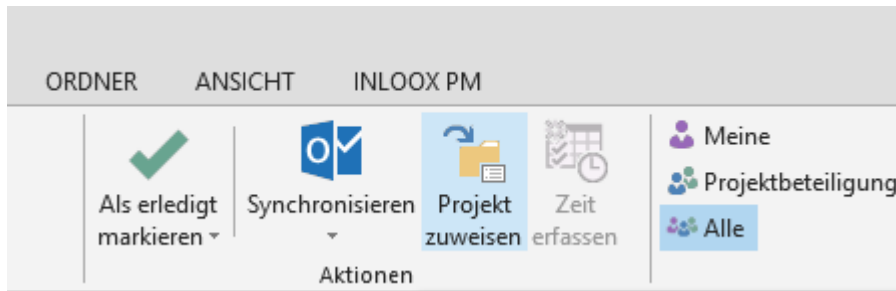 ORDNER ANSICHT INLOOX PM
Als erledigt
markieren
Synchronisieren
Projekt
zuweisen
Zeit
erfassen
Aktionen
Meine
Projektbeteiligung
Alle